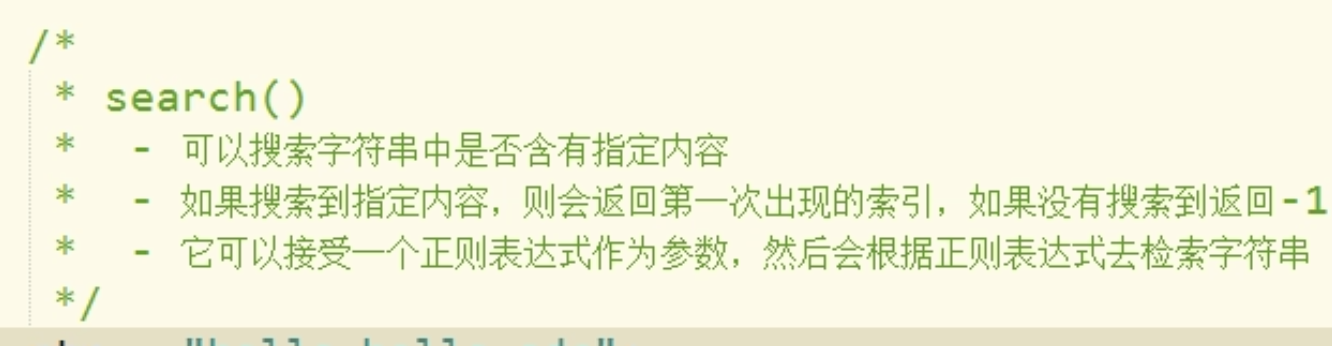 /*
* search()
* - 可以搜索字符串中是否含有指定内容
* - 如果搜索到指定内容，则会返回第一次出现的索引，如果没有搜索到返回-1
* - 它可以接受一个正则表达式作为参数，然后会根据正则表达式去检索字符串
*/